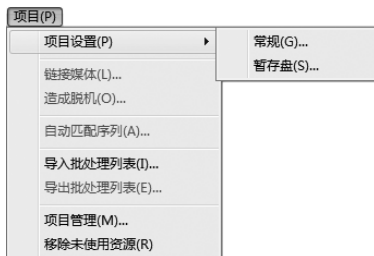 项目(P)
项目设置(P)
常规(G)...
暂存盘(S)...
链接媒体(L)...
造成脱机(O)...
自动匹配序列(A)...
导入批处理列表(I)...
导出批处理列表(E)...
项目管理(M)...
移除未使用资源(R)